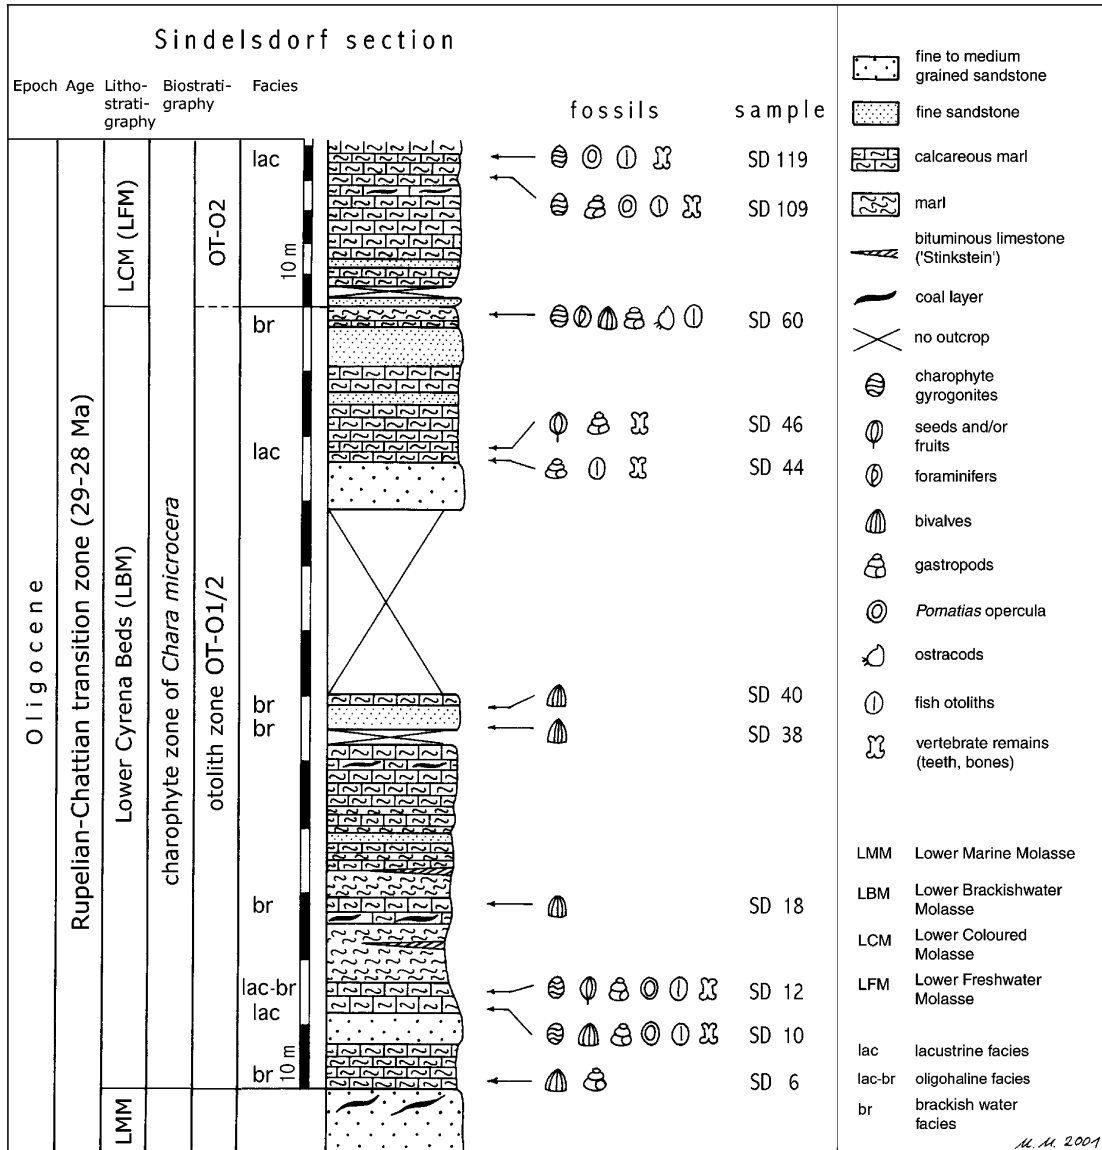 Sindelsdorf section
Epoch Age Litho- Biostrati- Facies
strati- graphy
graphy
fossils sample
Oligocene
Rupelian-Chattian transition zone (29-28 Ma)
LCM (LFM)
Lower Cyrena Beds (LBM)
LMM
charophyte zone of Chara microcera
OT-O2
otolith zone OT-O1/2
lac
10 m
br
lac
br
br
br
lac-br
lac
br
10 m
SD 119
SD 109
SD 60
SD 46
SD 44
SD 40
SD 38
SD 18
SD 12
SD 10
SD 6
fine to medium
grained sandstone
fine sandstone
calcareous marl
marl
bituminous limestone
('Stinkstein')
coal layer
no outcrop
charophyte
gyrogonites
seeds and/or
fruits
foraminifers
bivalves
gastropods
Pomatias opercula
ostracods
fish otoliths
vertebrate remains
(teeth, bones)
LMM Lower Marine Molasse
LBM Lower Brackishwater
Molasse
LCM Lower Coloured
Molasse
LFM Lower Freshwater
Molasse
lac lacustrine facies
lac-br oligohaline facies
br brackish water
facies
M. M. 2001